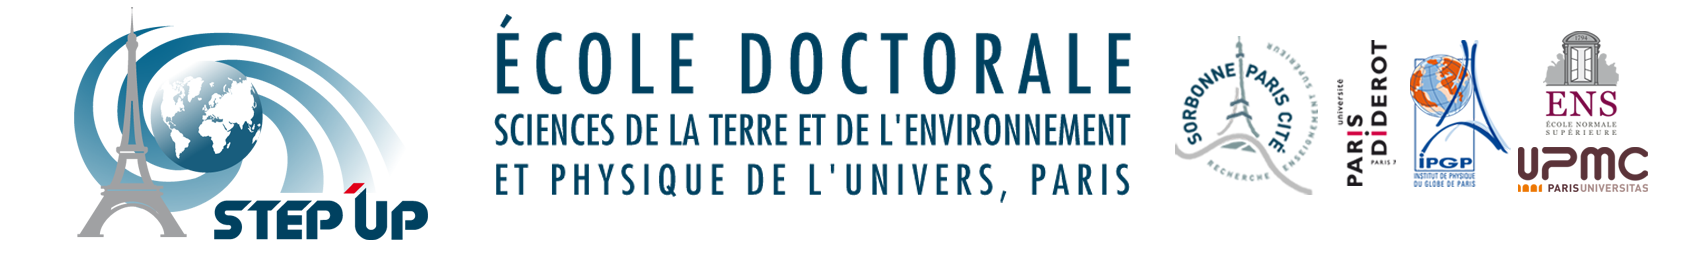 STEP'UP
ÉCOLE DOCTORALE
SCIENCES DE LA TERRE ET DE L'ENVIRONNEMENT
ET PHYSIQUE DE L'UNIVERS, PARIS
SORBONNE PARIS CITÉ
RECHERCHE ENSEIGNEMENT SUPÉRIEUR
université
PARIS
DIDEROT
PARIS 7
iPGP
INSTITUT DE PHYSIQUE
DU GLOBE DE PARIS
1794
ENS
ÉCOLE NORMALE
SUPÉRIEURE
UPMC
PARISUNIVERSITAS